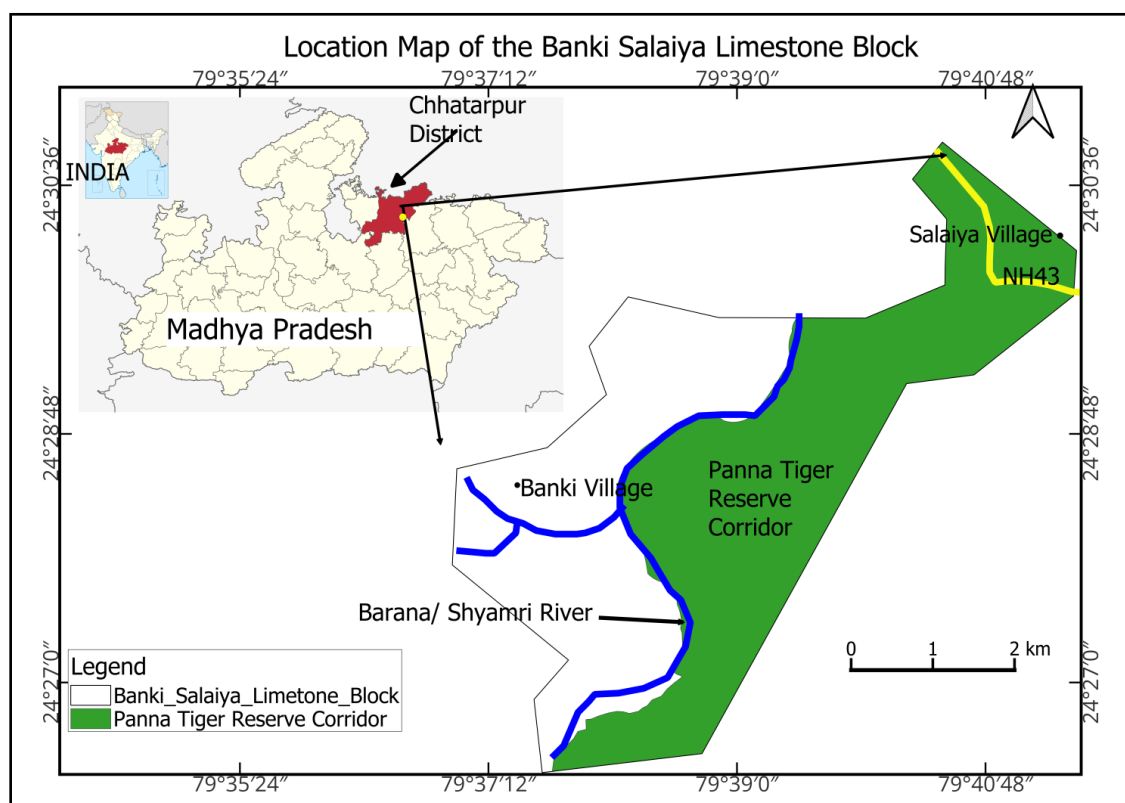 Location Map of the Banki Salaiya Limestone Block
79°35′24″ 79°37′12″ 79°39′0″ 79°40′48″
Chhatarpur
District
INDIA
24°30′36″
24°30′36″
Salaiya Village
NH43
Madhya Pradesh
24°28′48″
24°28′48″
Panna Tiger
Reserve
Corridor
Banki Village
Barana/ Shyamri River
0 1 2 km
Legend
Banki_Salaiya_Limetone_Block
Panna Tiger Reserve Corridor
24°27′0″
24°27′0″
79°35′24″ 79°37′12″ 79°39′0″ 79°40′48″